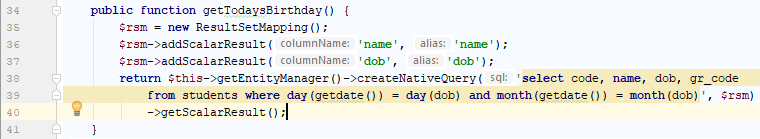 34 public function getTodaysBirthday() {
35 $rsm = new ResultSetMapping();
36 $rsm->addScalarResult( columnName: 'name', alias: 'name');
37 $rsm->addScalarResult( columnName: 'dob', alias: 'dob');
38 return $this->getEntityManager()->createNativeQuery( sql: 'select code, name, dob, gr_code
39 from students where day(getdate()) = day(dob) and month(getdate()) = month(dob)', $rsm)
40 ->getScalarResult();
41 }